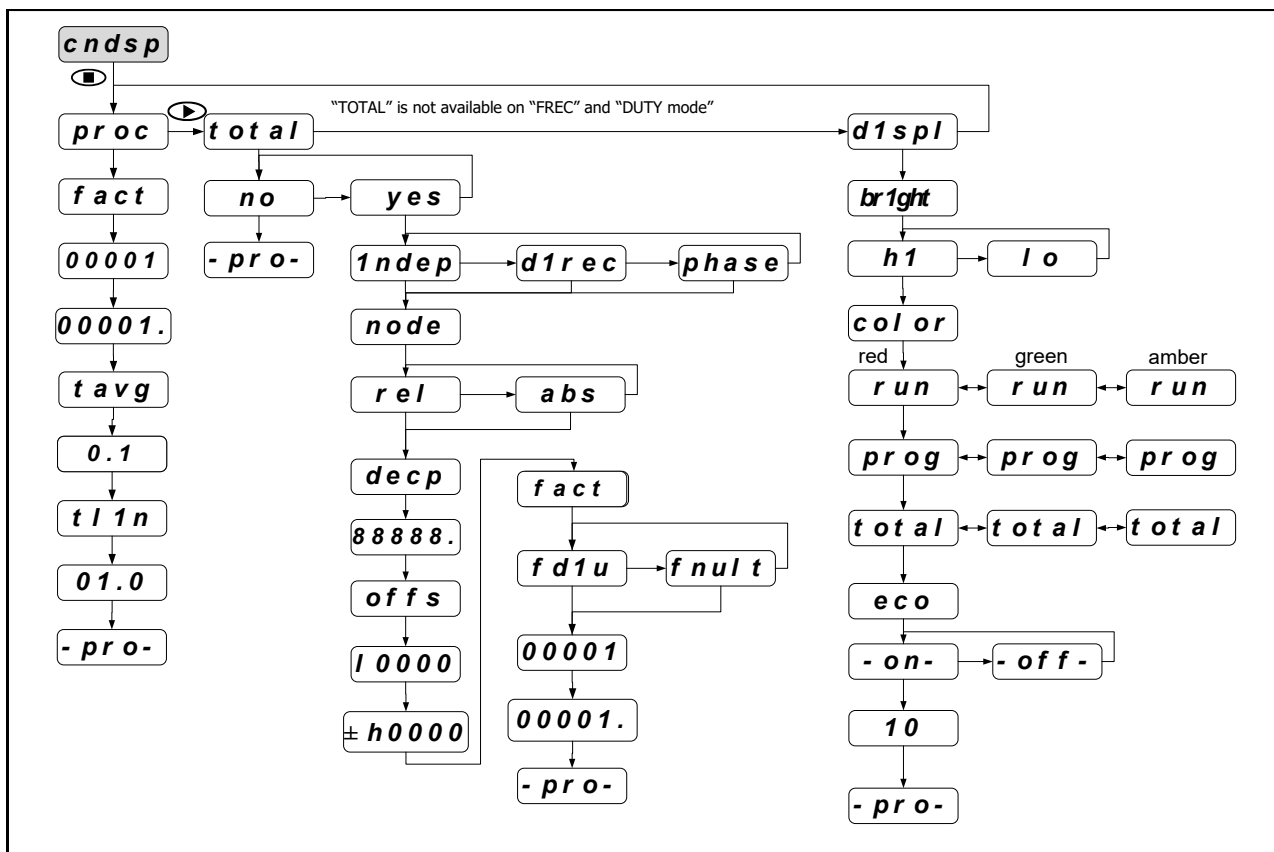 cndsp
"TOTAL" is not available on "FREC" and "DUTY mode"
proc total d1spl
fact no yes br1ght
00001 -pro- 1ndep d1rec phase h1 lo
00001. node color
red green amber
tavg rel abs run run run
0.1 decp fact prog prog prog
tl1n 88888. fd1u fnult total total total
01.0 offs eco
-pro- l0000 00001 -on- -off-
±h0000 00001. 10
-pro- -pro-